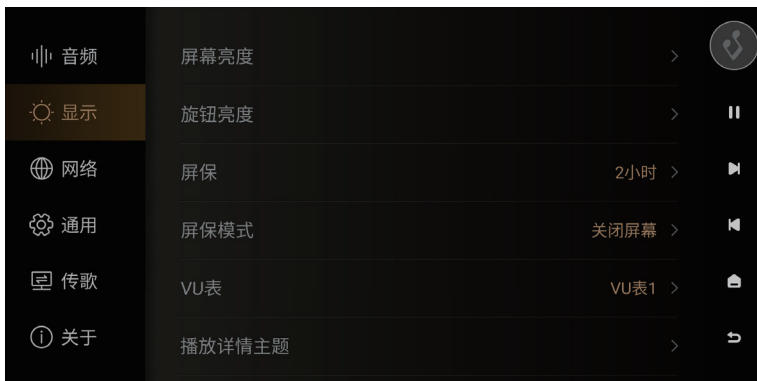 音频
显示
网络
通用
传歌
关于
屏幕亮度
旋钮亮度
屏保 2小时
屏保模式 关闭屏幕
VU表 VU表1
播放详情主题